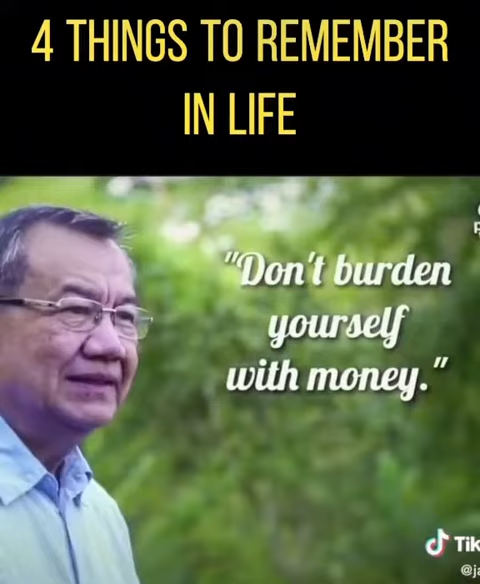 4 THINGS TO REMEMBER
IN LIFE
"Don't burden
yourself
with money."